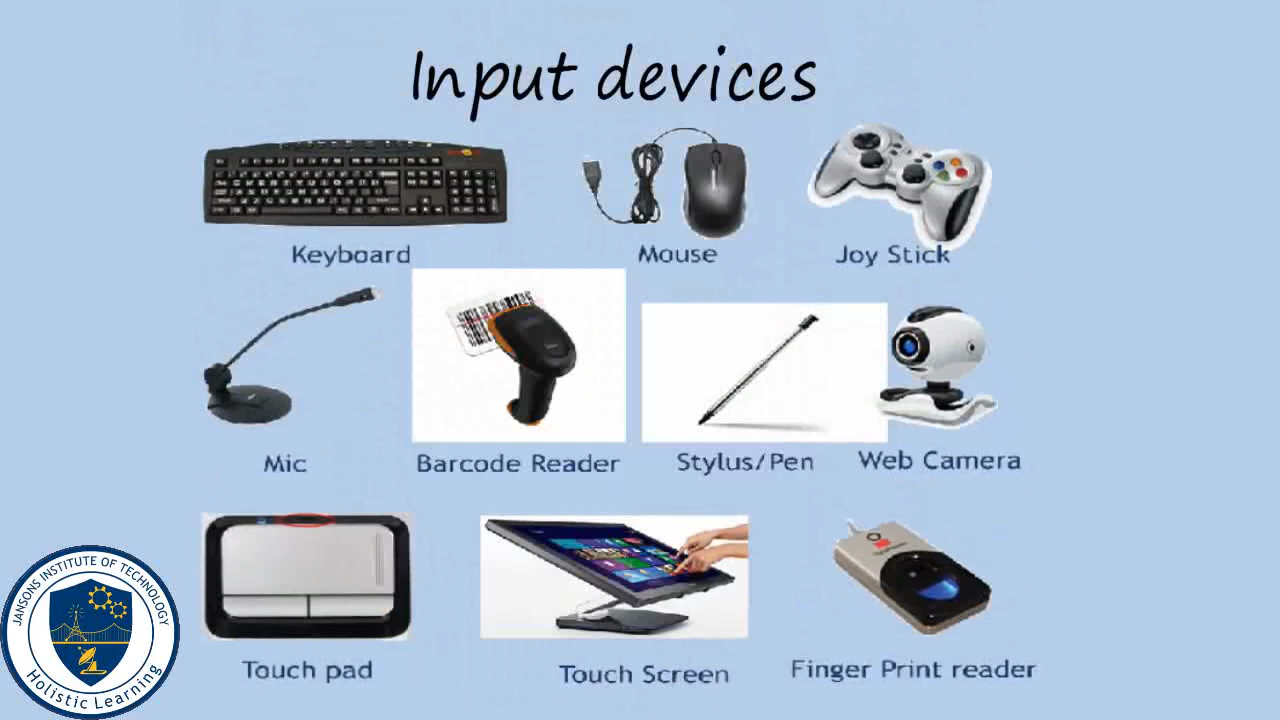 Input devices
Keyboard
Mouse
Joy Stick
Mic
Barcode Reader
Stylus/Pen
Web Camera
Touch pad
Touch Screen
Finger Print reader
JANSONS INSTITUTE OF TECHNOLOGY
Holistic Learning